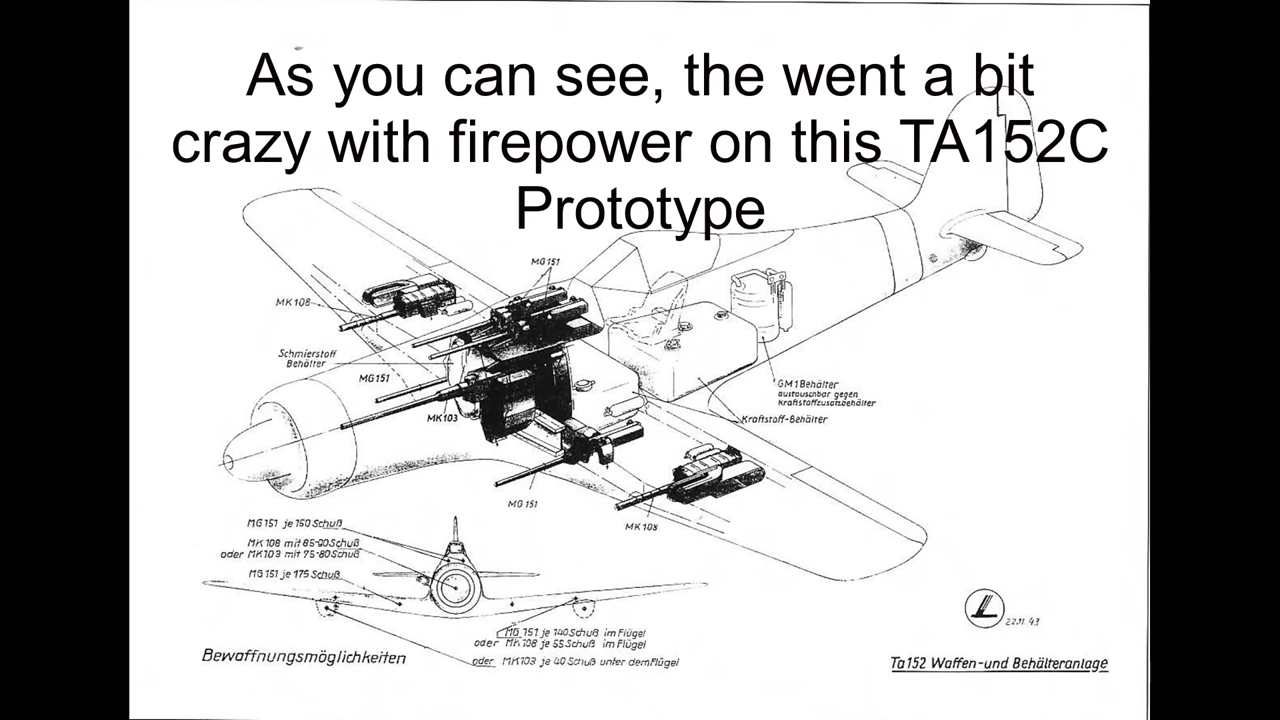 As you can see, the went a bit
crazy with firepower on this TA152C
Prototype
MG 151
MK 108
Schmierstoff
Behälter
MG 151
MK 103
GM 1 Behälter
austauschbar gegen
Kraftstoffzusatzbehälter
Kraftstoff-Behälter
MG 151
MK 108
MG 151 je 150 Schuß
MK 108 mit 85-90 Schuß
oder MK 103 mit 75-80 Schuß
MG 151 je 175 Schuß
MG 151 je 140 Schuß im Flügel
oder MK 108 je 55 Schuß im Flügel
oder MK 103 je 40 Schuß unter dem Flügel
Bewaffnungsmöglichkeiten
22.11.43
Ta 152 Waffen-und Behälteranlage